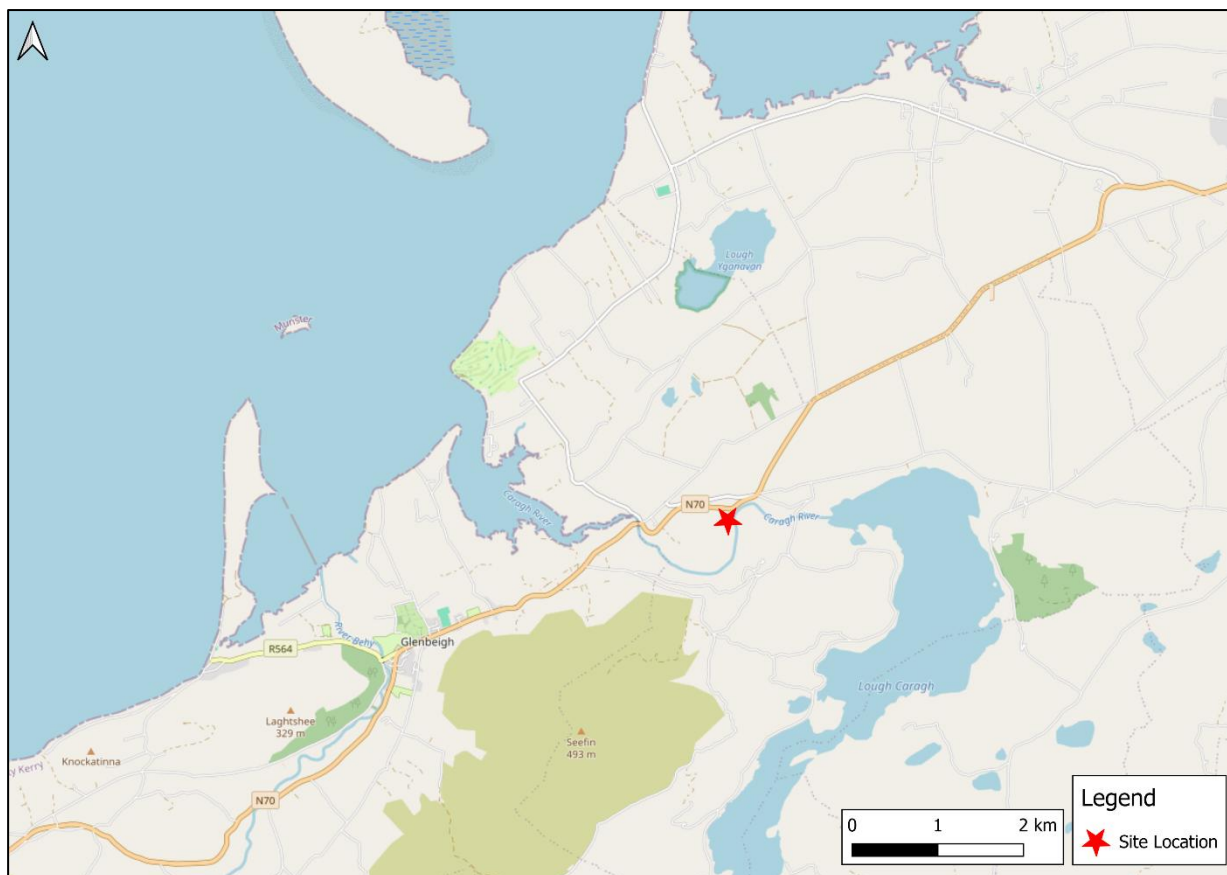 Lough
Yganavan
Munster
N70
Caragh River
Caragh River
River Behy
Glenbeigh
R564
Lough Caragh
Laghtshee
329 m
Seefin
493 m
Knockatinna
y Kerry
N70
0 1 2 km
Legend
Site Location